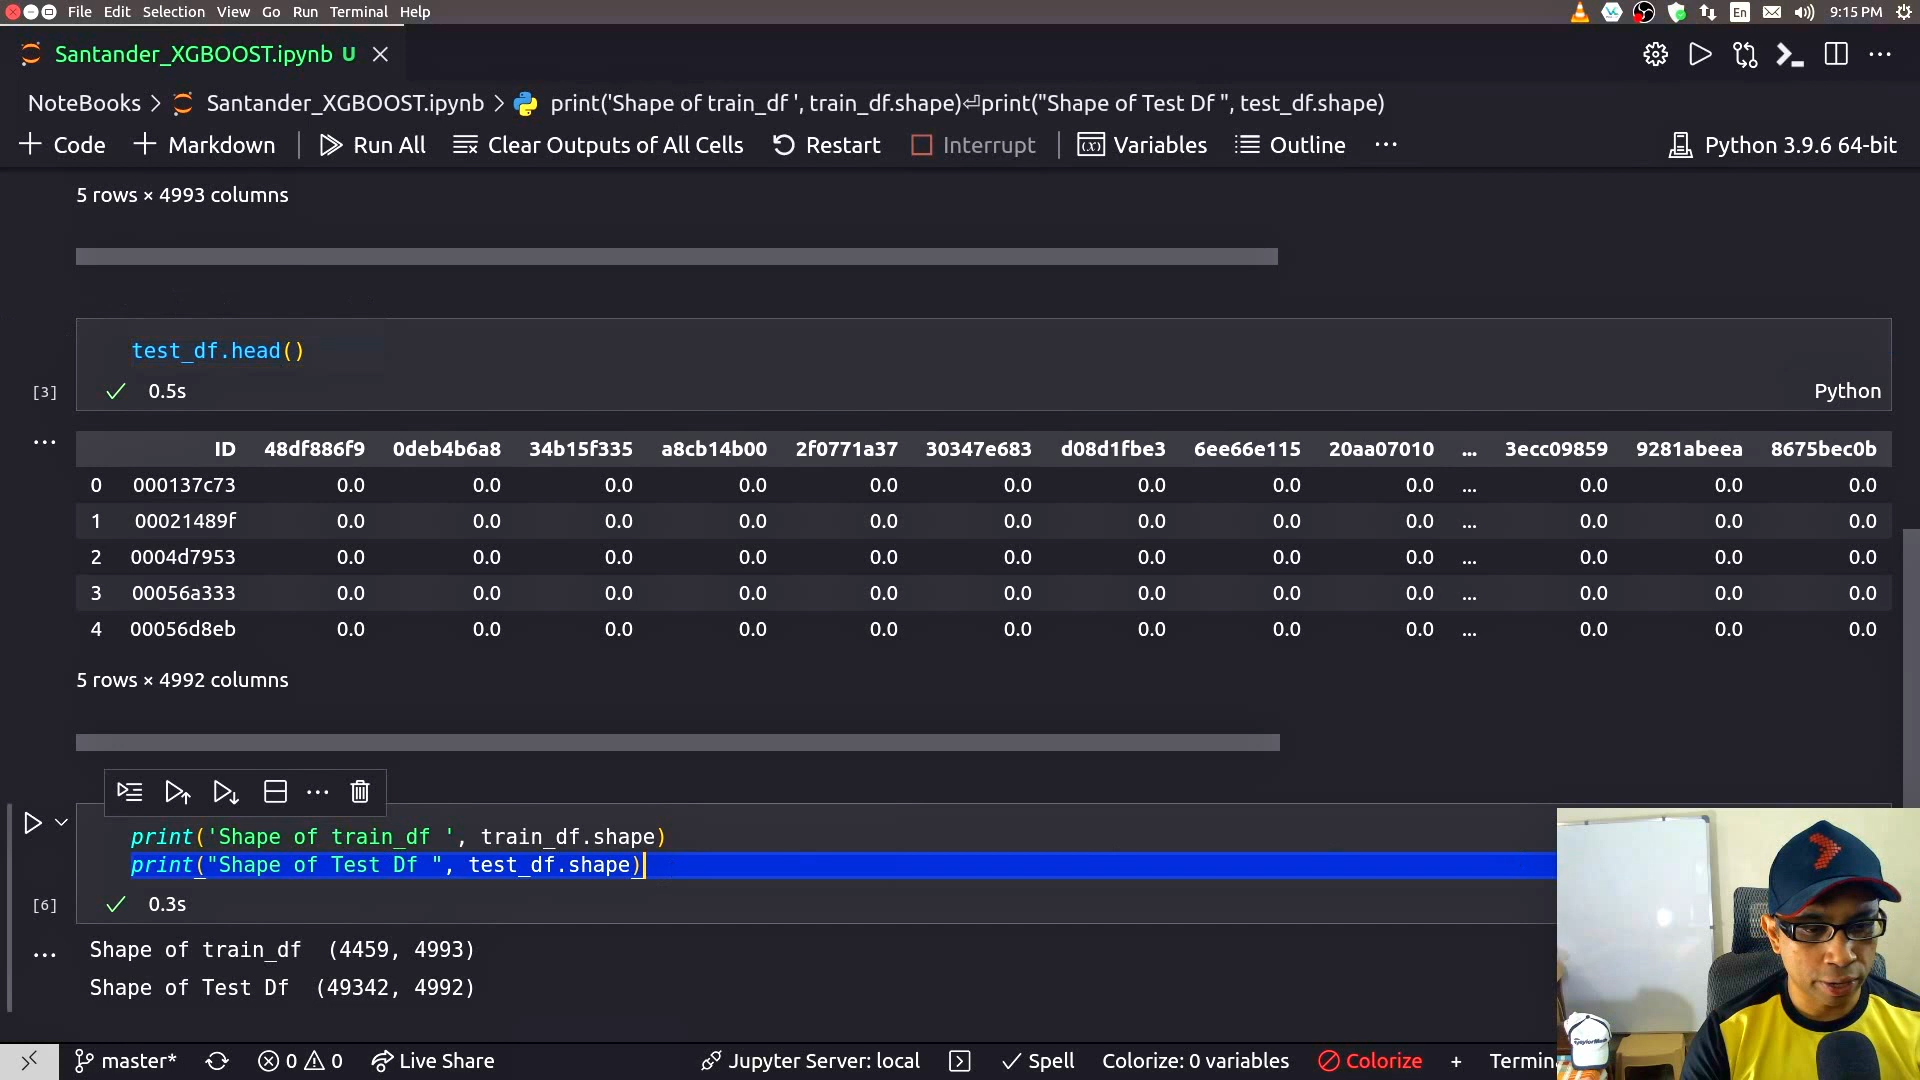 File Edit Selection View Go Run Terminal Help
En 9:15 PM
Santander_XGBOOST.ipynb U
NoteBooks > Santander_XGBOOST.ipynb > print('Shape of train_df ', train_df.shape)⏎print("Shape of Test Df ", test_df.shape)
+ Code + Markdown Run All Clear Outputs of All Cells Restart Interrupt Variables Outline ... Python 3.9.6 64-bit
5 rows × 4993 columns
test_df.head()
[3] ✓ 0.5s Python
... ID 48df886f9 0deb4b6a8 34b15f335 a8cb14b00 2f0771a37 30347e683 d08d1fbe3 6ee66e115 20aa07010 ... 3ecc09859 9281abeea 8675bec0b
0 000137c73 0.0 0.0 0.0 0.0 0.0 0.0 0.0 0.0 0.0 ... 0.0 0.0 0.0
1 00021489f 0.0 0.0 0.0 0.0 0.0 0.0 0.0 0.0 0.0 ... 0.0 0.0 0.0
2 0004d7953 0.0 0.0 0.0 0.0 0.0 0.0 0.0 0.0 0.0 ... 0.0 0.0 0.0
3 00056a333 0.0 0.0 0.0 0.0 0.0 0.0 0.0 0.0 0.0 ... 0.0 0.0 0.0
4 00056d8eb 0.0 0.0 0.0 0.0 0.0 0.0 0.0 0.0 0.0 ... 0.0 0.0 0.0
5 rows × 4992 columns
print('Shape of train_df ', train_df.shape)
print("Shape of Test Df ", test_df.shape)
[6] ✓ 0.3s
... Shape of train_df (4459, 4993)
Shape of Test Df (49342, 4992)
TaylorMade
master* 0 0 Live Share Jupyter Server: local ✓ Spell Colorize: 0 variables Colorize + Termin